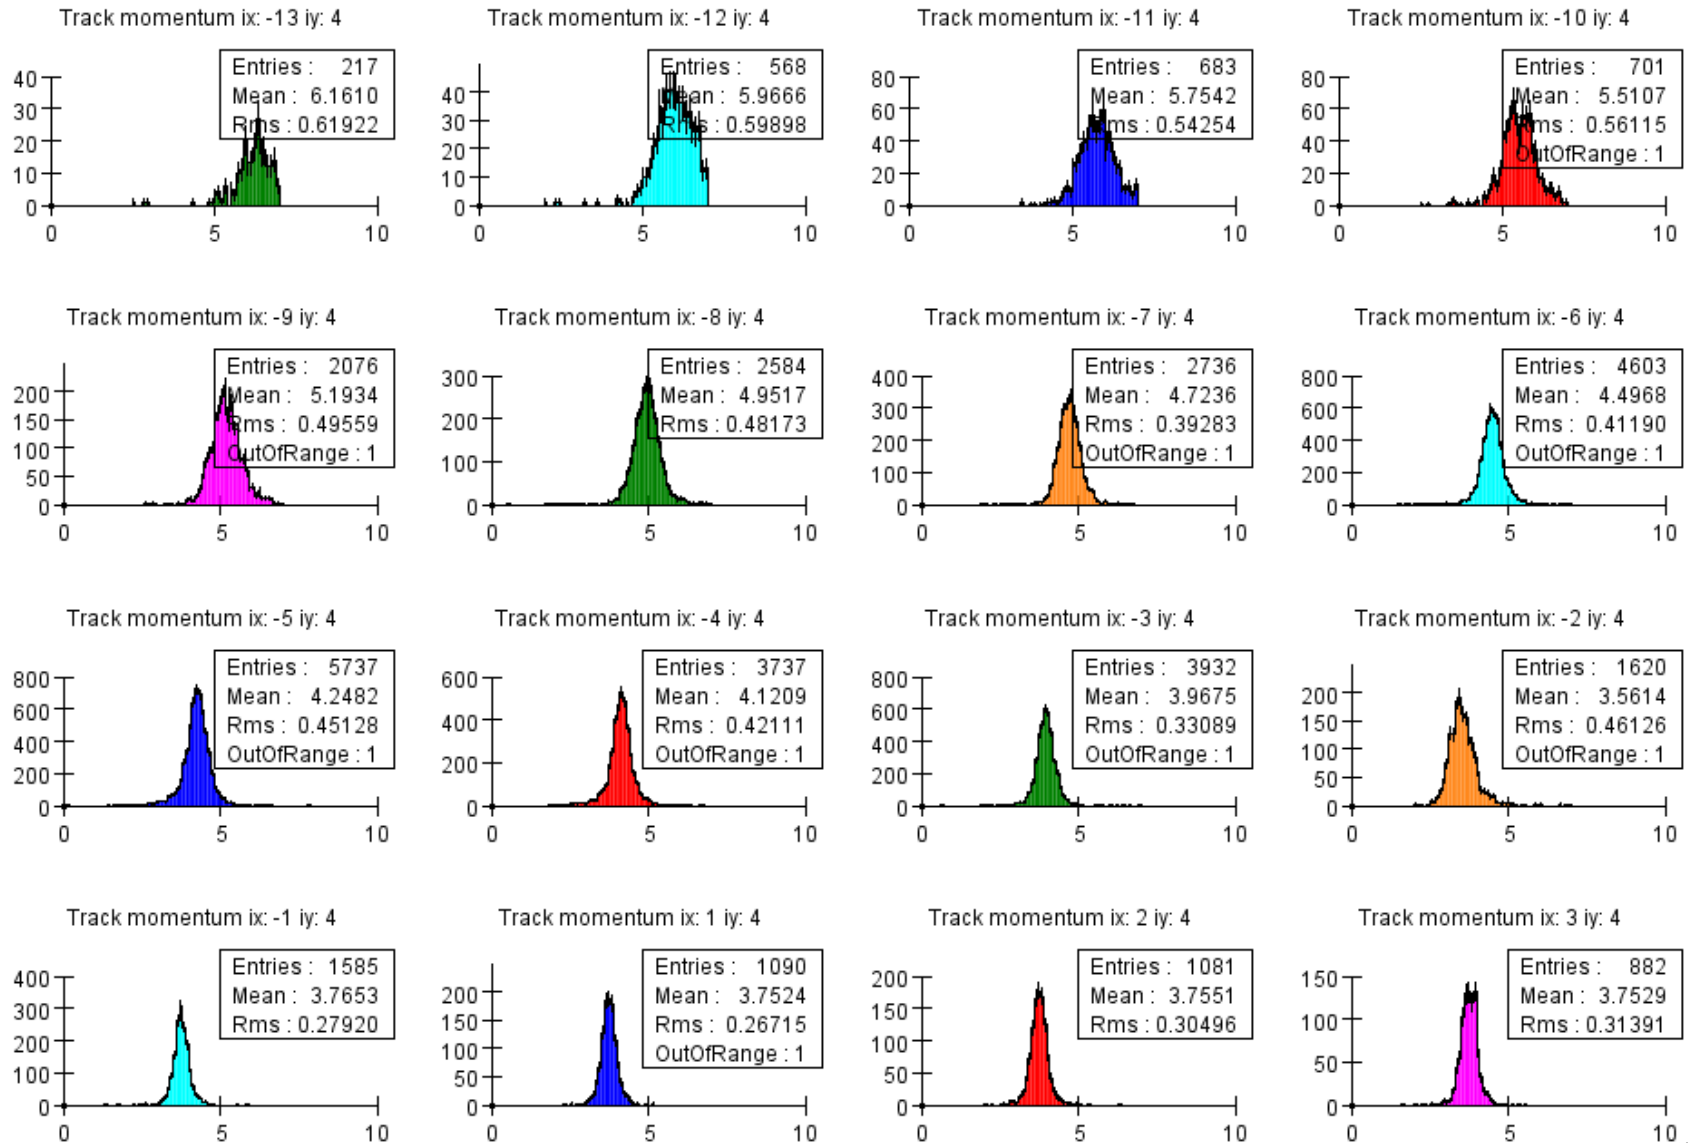 Track momentum ix: -13 iy: 4
Entries : 217
Mean : 6.1610
Rms : 0.61922
40
30
20
10
0
0 5 10
Track momentum ix: -12 iy: 4
Entries : 568
Mean : 5.9666
Rms : 0.59898
40
30
20
10
0
0 5 10
Track momentum ix: -11 iy: 4
Entries : 683
Mean : 5.7542
Rms : 0.54254
80
60
40
20
0
0 5 10
Track momentum ix: -10 iy: 4
Entries : 701
Mean : 5.5107
Rms : 0.56115
OutOfRange : 1
80
60
40
20
0
0 5 10
Track momentum ix: -9 iy: 4
Entries : 2076
Mean : 5.1934
Rms : 0.49559
OutOfRange : 1
200
150
100
50
0
0 5 10
Track momentum ix: -8 iy: 4
Entries : 2584
Mean : 4.9517
Rms : 0.48173
300
200
100
0
0 5 10
Track momentum ix: -7 iy: 4
Entries : 2736
Mean : 4.7236
Rms : 0.39283
OutOfRange : 1
400
300
200
100
0
0 5 10
Track momentum ix: -6 iy: 4
Entries : 4603
Mean : 4.4968
Rms : 0.41190
OutOfRange : 1
800
600
400
200
0
0 5 10
Track momentum ix: -5 iy: 4
Entries : 5737
Mean : 4.2482
Rms : 0.45128
OutOfRange : 1
800
600
400
200
0
0 5 10
Track momentum ix: -4 iy: 4
Entries : 3737
Mean : 4.1209
Rms : 0.42111
OutOfRange : 1
600
400
200
0
0 5 10
Track momentum ix: -3 iy: 4
Entries : 3932
Mean : 3.9675
Rms : 0.33089
OutOfRange : 1
800
600
400
200
0
0 5 10
Track momentum ix: -2 iy: 4
Entries : 1620
Mean : 3.5614
Rms : 0.46126
OutOfRange : 1
200
150
100
50
0
0 5 10
Track momentum ix: -1 iy: 4
Entries : 1585
Mean : 3.7653
Rms : 0.27920
400
300
200
100
0
0 5 10
Track momentum ix: 1 iy: 4
Entries : 1090
Mean : 3.7524
Rms : 0.26715
OutOfRange : 1
200
150
100
50
0
0 5 10
Track momentum ix: 2 iy: 4
Entries : 1081
Mean : 3.7551
Rms : 0.30496
200
150
100
50
0
0 5 10
Track momentum ix: 3 iy: 4
Entries : 882
Mean : 3.7529
Rms : 0.31391
150
100
50
0
0 5 10